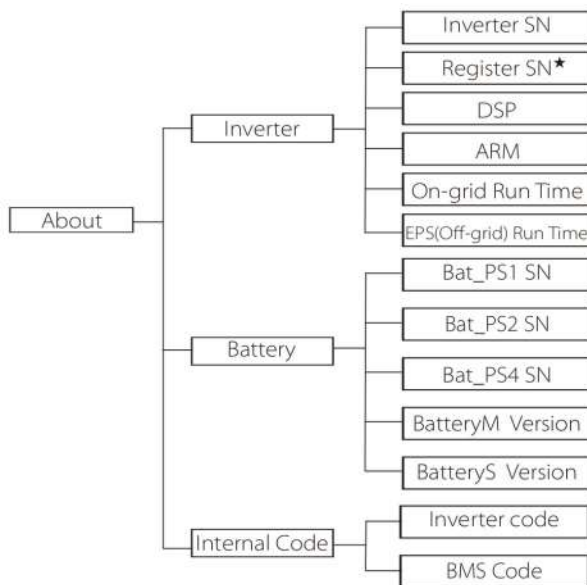 Inverter SN
Register SN★
DSP
Inverter
ARM
On-grid Run Time
About
EPS(Off-grid) Run Time
Bat_PS1 SN
Bat_PS2 SN
Battery
Bat_PS4 SN
BatteryM Version
BatteryS Version
Inverter code
Internal Code
BMS Code